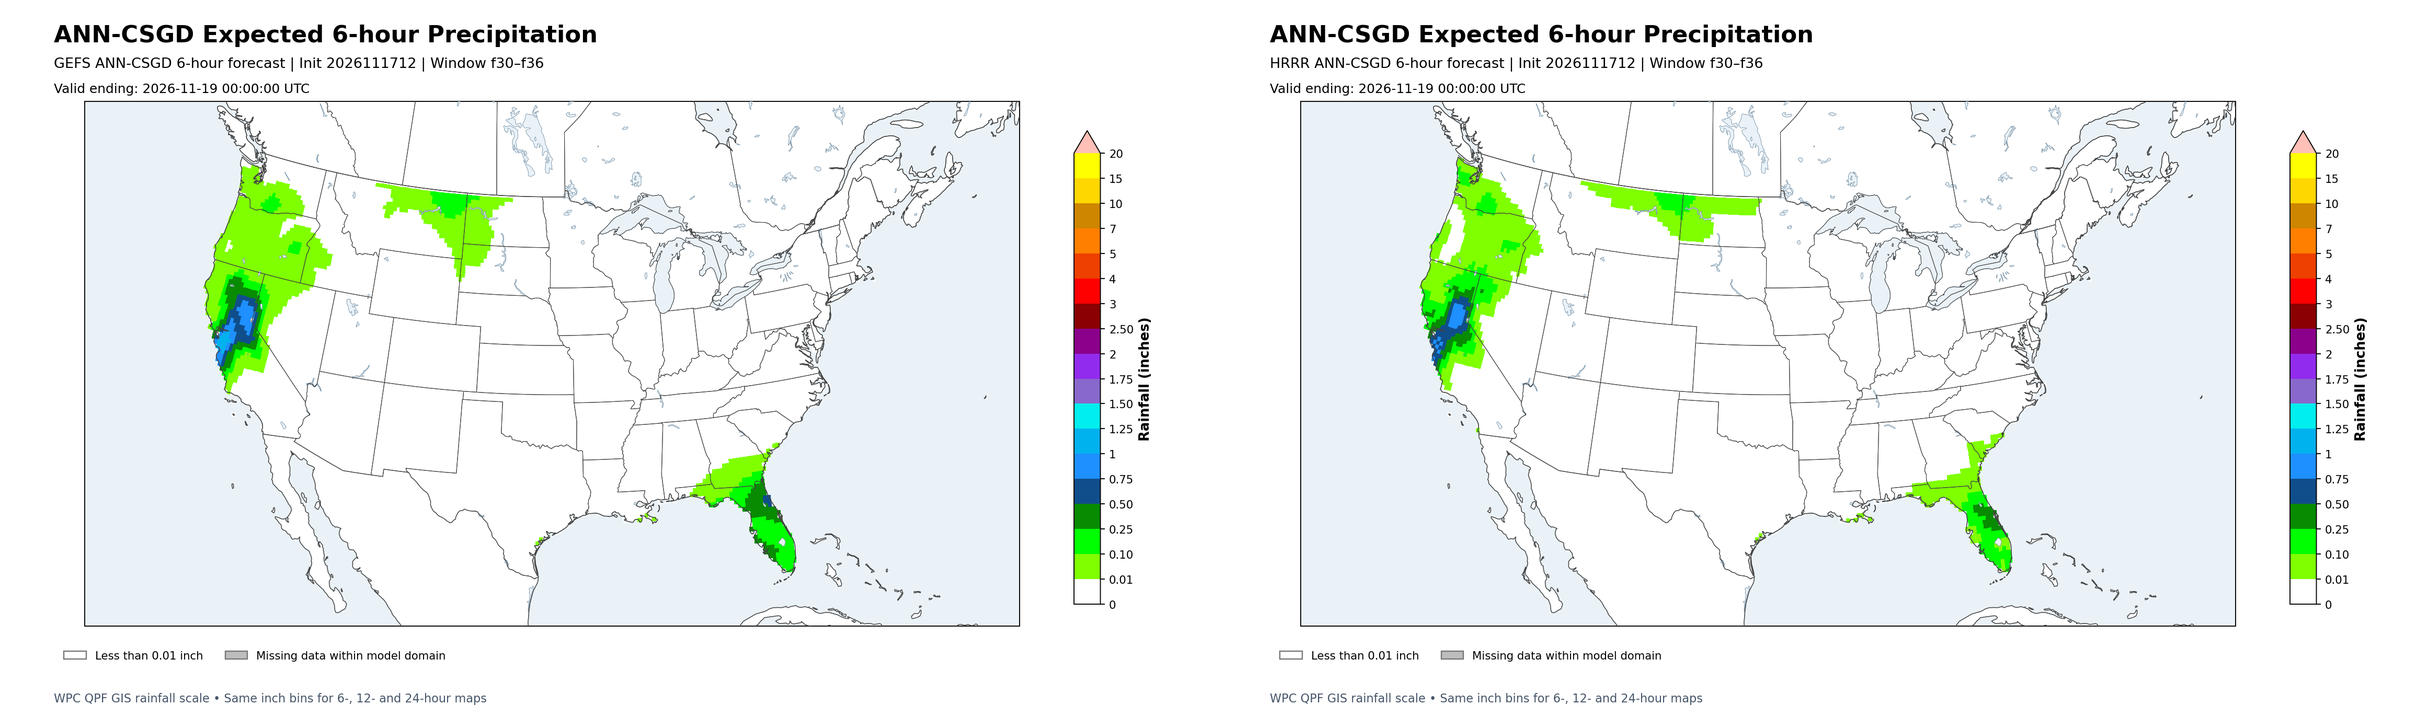 ANN-CSGD Expected 6-hour Precipitation
GEFS ANN-CSGD 6-hour forecast | Init 2026111712 | Window f30–f36
Valid ending: 2026-11-19 00:00:00 UTC
20
15
10
7
5
4
3
2.50
2
1.75
1.50
1.25
1
0.75
0.50
0.25
0.10
0.01
0
Rainfall (inches)
Less than 0.01 inch
Missing data within model domain
WPC QPF GIS rainfall scale • Same inch bins for 6-, 12- and 24-hour maps
ANN-CSGD Expected 6-hour Precipitation
HRRR ANN-CSGD 6-hour forecast | Init 2026111712 | Window f30–f36
Valid ending: 2026-11-19 00:00:00 UTC
20
15
10
7
5
4
3
2.50
2
1.75
1.50
1.25
1
0.75
0.50
0.25
0.10
0.01
0
Rainfall (inches)
Less than 0.01 inch
Missing data within model domain
WPC QPF GIS rainfall scale • Same inch bins for 6-, 12- and 24-hour maps